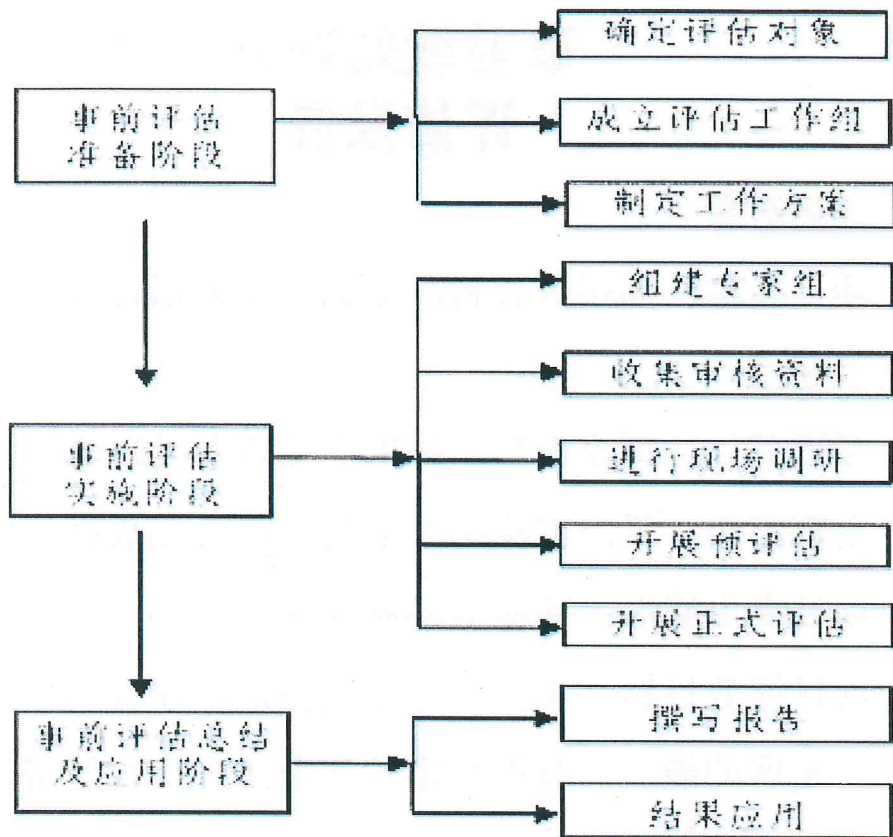 事前评估
准备阶段
确定评估对象
成立评估工作组
制定工作方案
事前评估
实施阶段
组建专家组
收集审核资料
进行现场调研
开展预评估
开展正式评估
事前评估总结
及应用阶段
撰写报告
结果应用